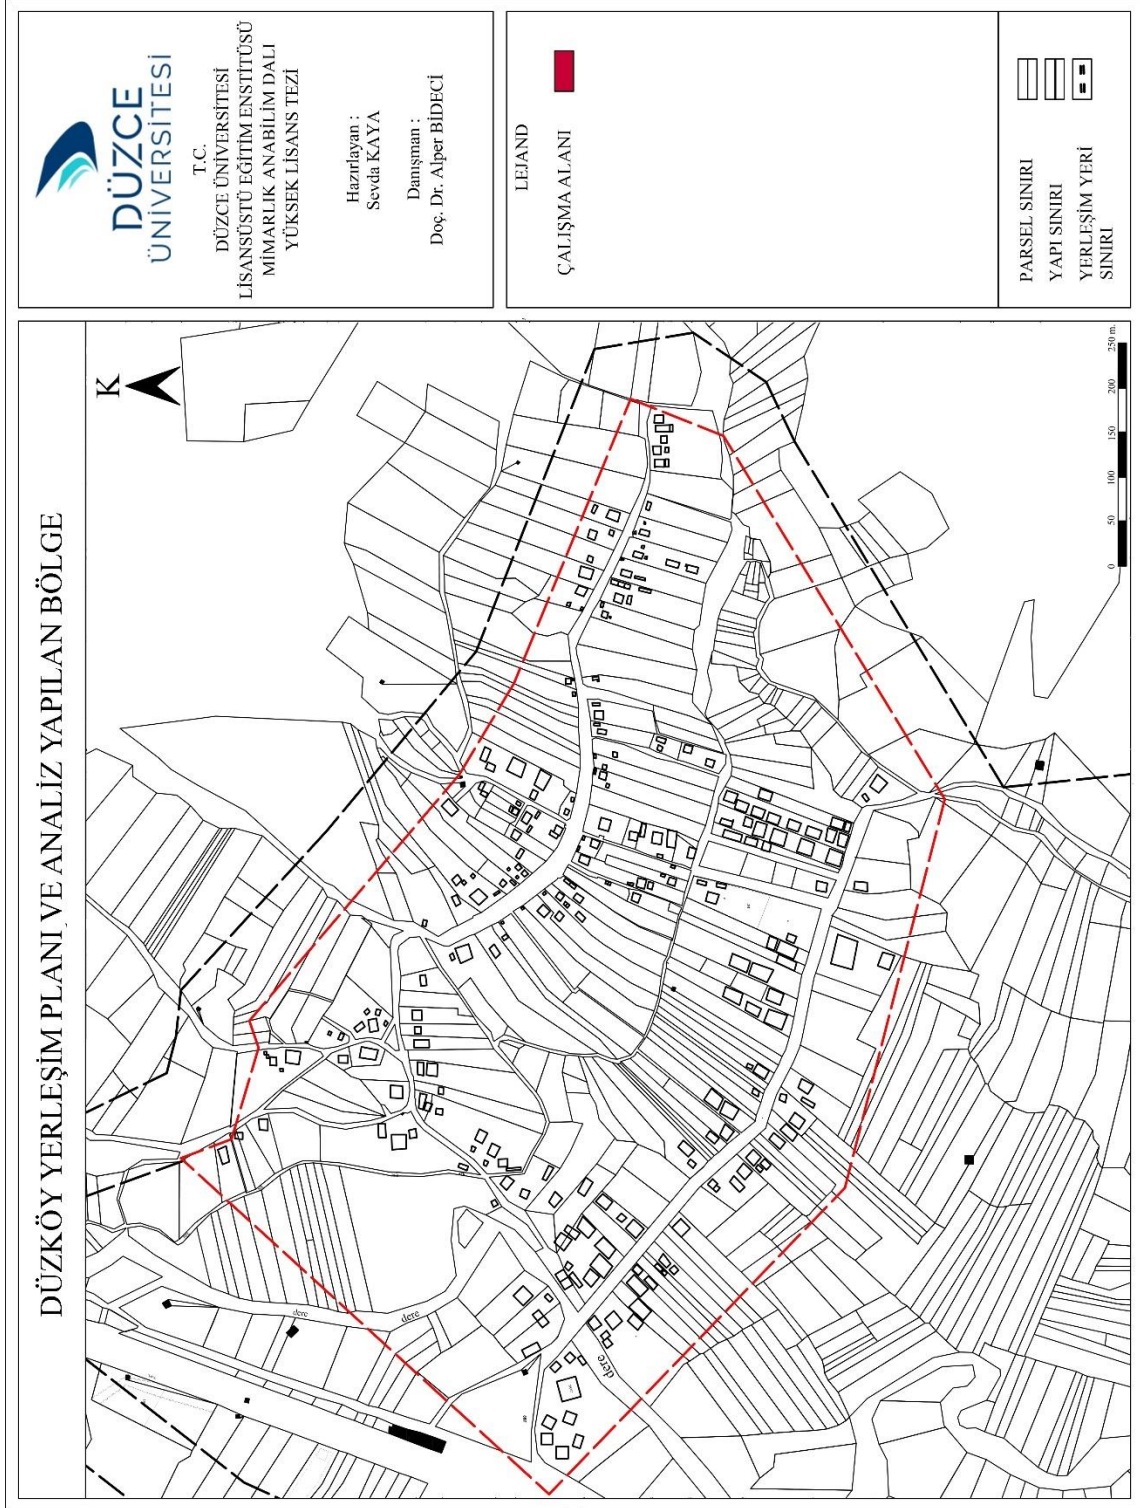 DÜZKÖY YERLEŞİM PLANI VE ANALİZ YAPILAN BÖLGE
K
dere
dere
dere
0 50 100 150 200 250 m.
DÜZCE
ÜNİVERSİTESİ
T.C.
DÜZCE ÜNİVERSİTESİ
LİSANSÜSTÜ EĞİTİM ENSTİTÜSÜ
MİMARLIK ANABİLİM DALI
YÜKSEK LİSANS TEZİ
Hazırlayan :
Sevda KAYA
Danışman :
Doç. Dr. Alper BİDECİ
LEJAND
ÇALIŞMA ALANI
PARSEL SINIRI
YAPI SINIRI
YERLEŞİM YERİ
SINIRI